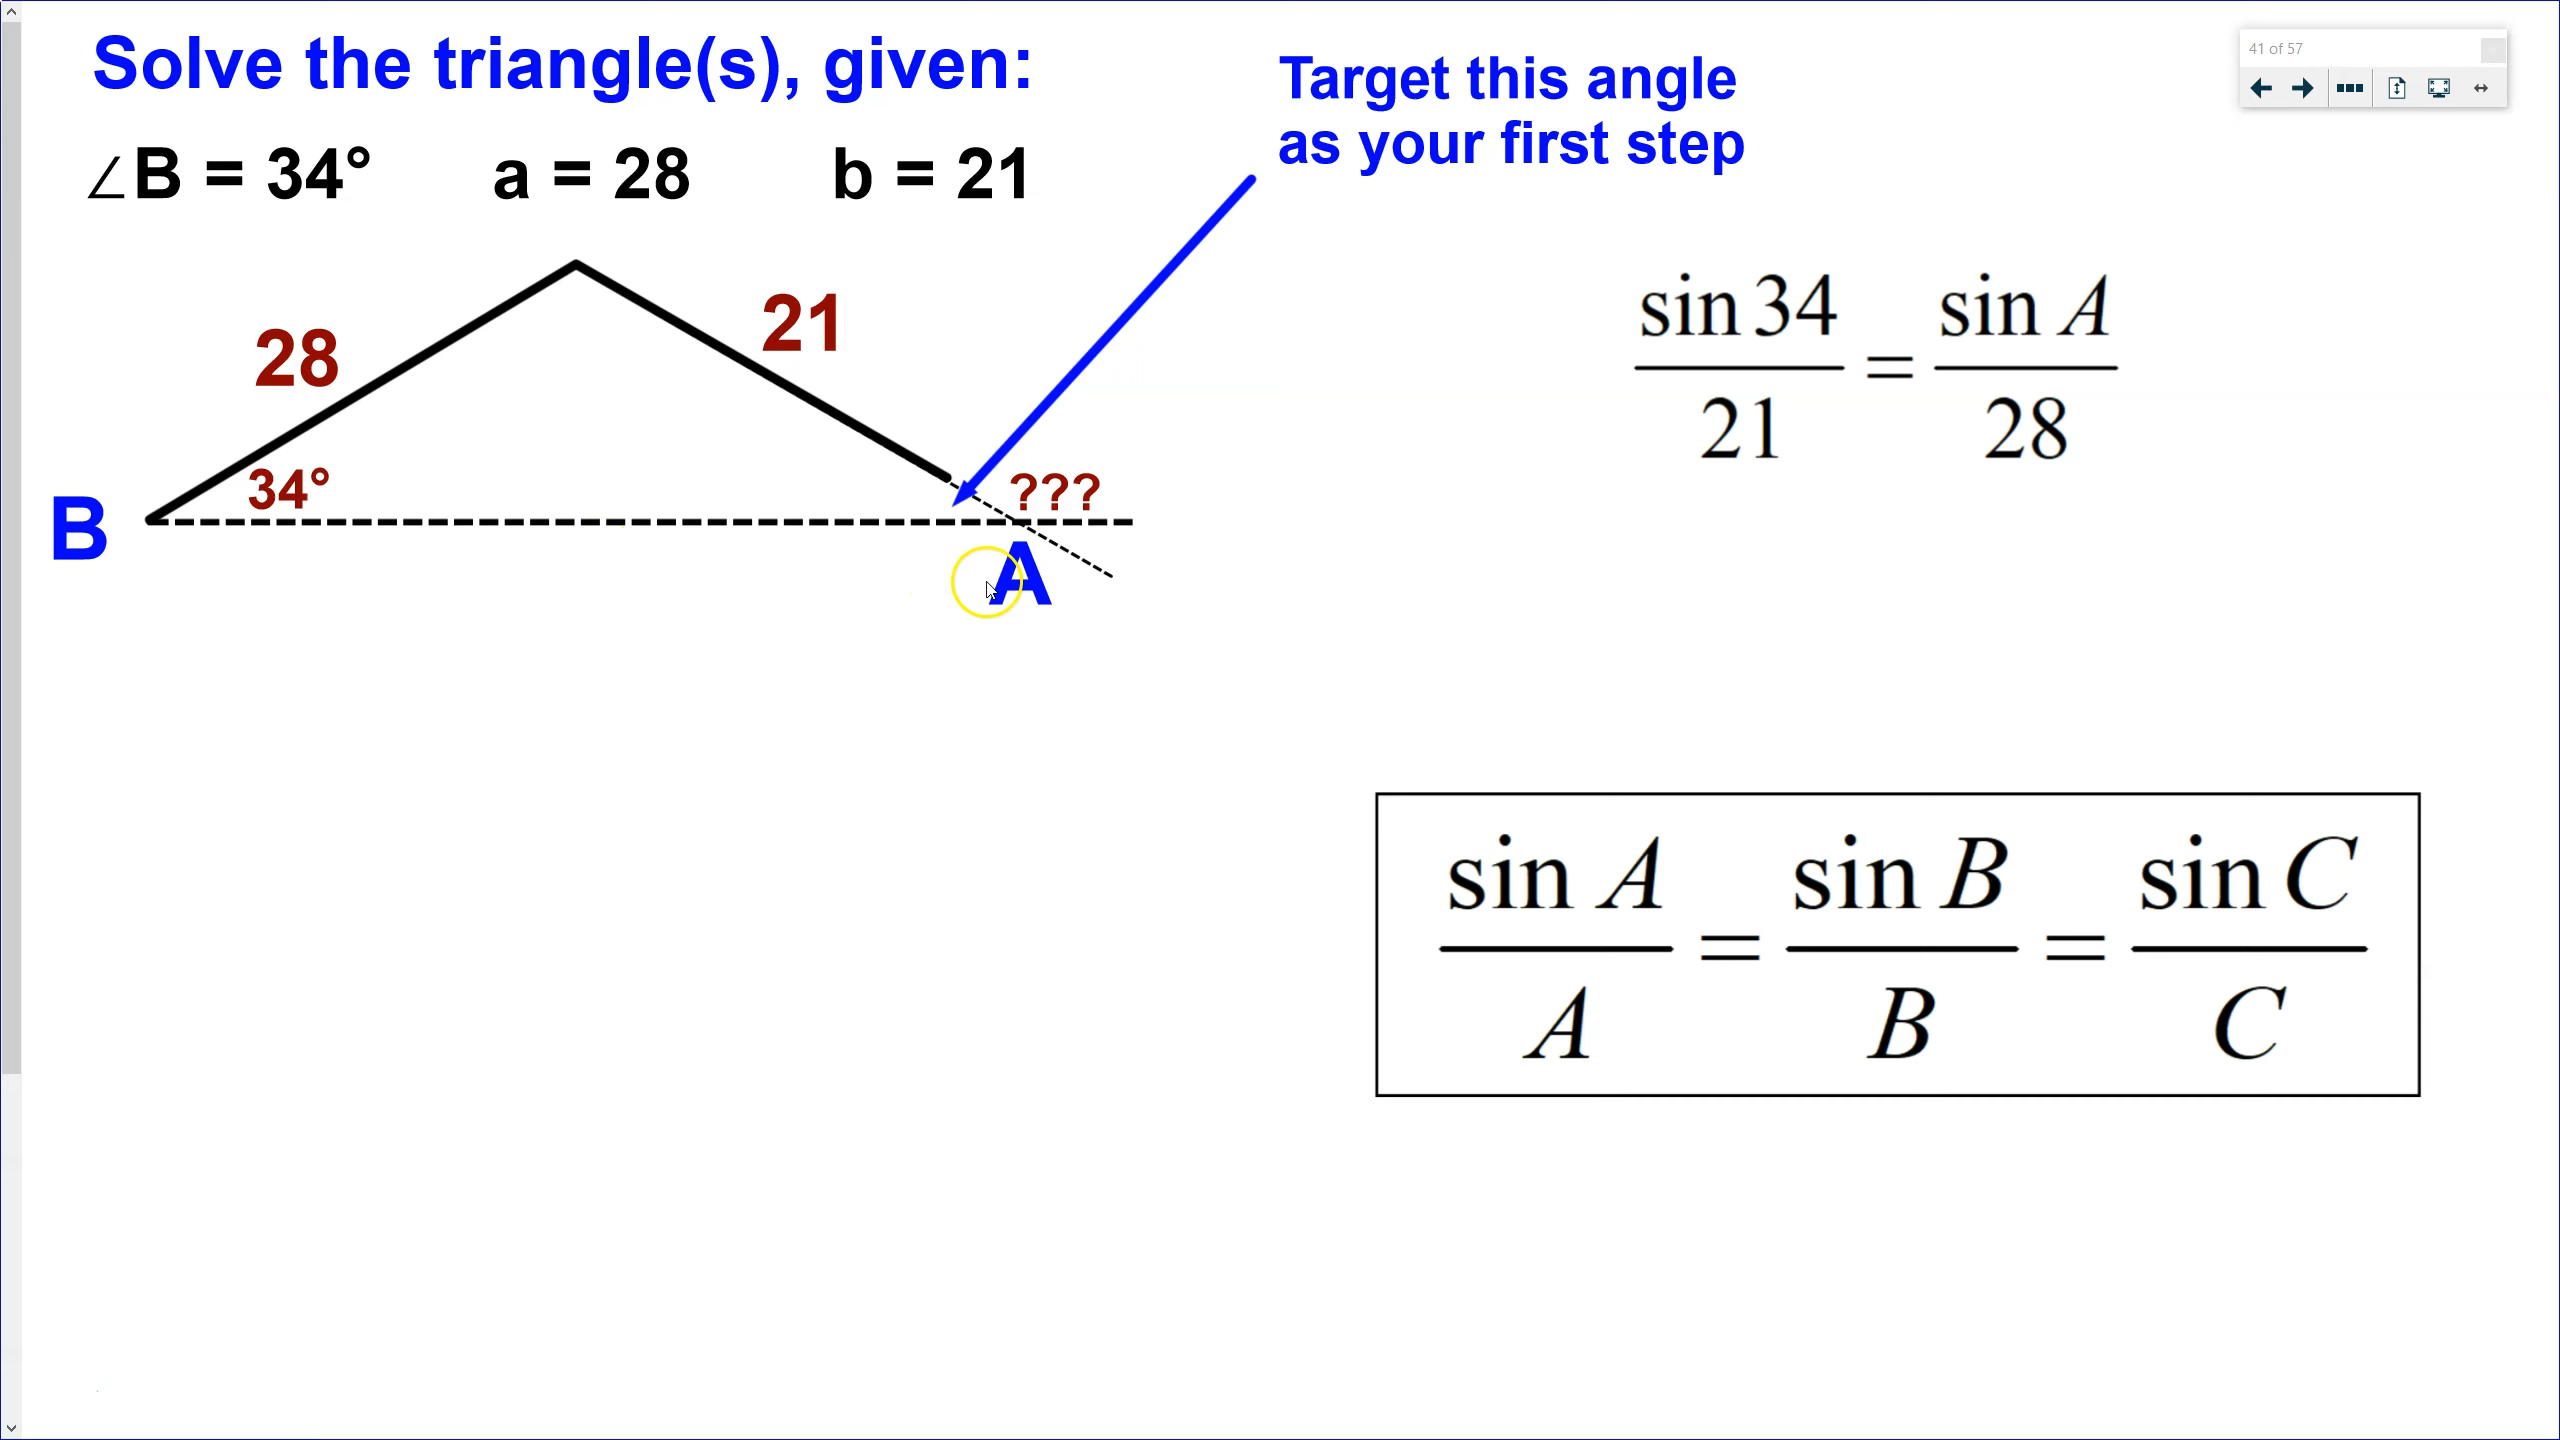 Solve the triangle(s), given:
∠B = 34° a = 28 b = 21
Target this angle
as your first step
41 of 57
28
21
34°
???
B
A
sin 34 / 21 = sin A / 28
sin A / A = sin B / B = sin C / C